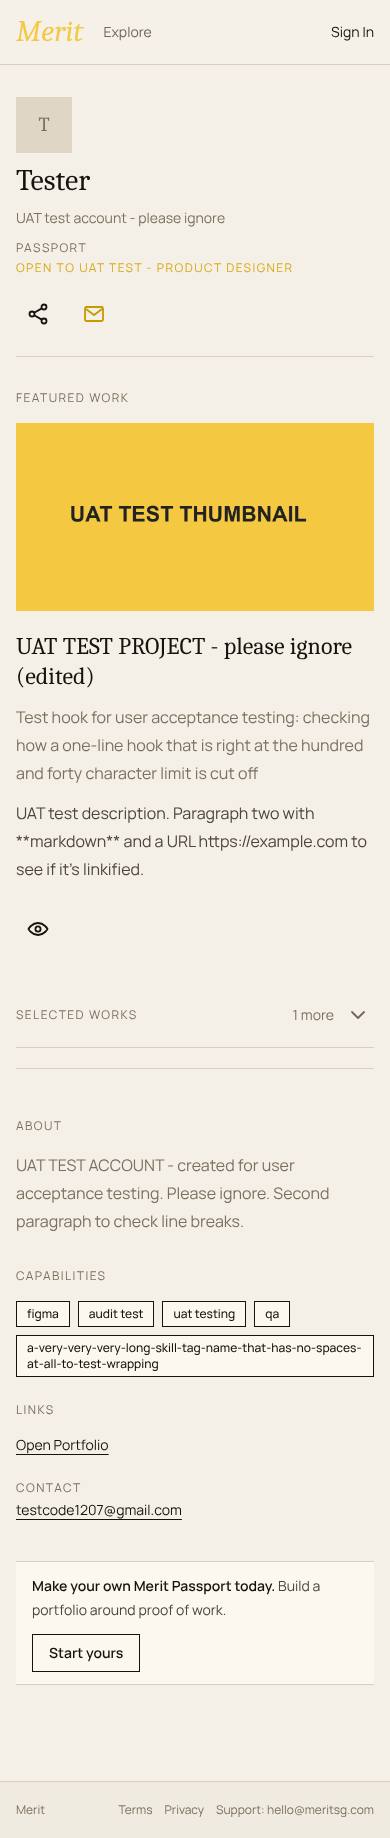 Merit Explore Sign In
T
Tester
UAT test account - please ignore
PASSPORT
OPEN TO UAT TEST - PRODUCT DESIGNER
FEATURED WORK
UAT TEST THUMBNAIL
UAT TEST PROJECT - please ignore
(edited)
Test hook for user acceptance testing: checking
how a one-line hook that is right at the hundred
and forty character limit is cut off
UAT test description. Paragraph two with
**markdown** and a URL https://example.com to
see if it's linkified.
SELECTED WORKS 1 more
ABOUT
UAT TEST ACCOUNT - created for user
acceptance testing. Please ignore. Second
paragraph to check line breaks.
CAPABILITIES
figma audit test uat testing qa
a-very-very-very-long-skill-tag-name-that-has-no-spaces-
at-all-to-test-wrapping
LINKS
Open Portfolio
CONTACT
testcode1207@gmail.com
Make your own Merit Passport today. Build a
portfolio around proof of work.
Start yours
Merit Terms Privacy Support: hello@meritsg.com